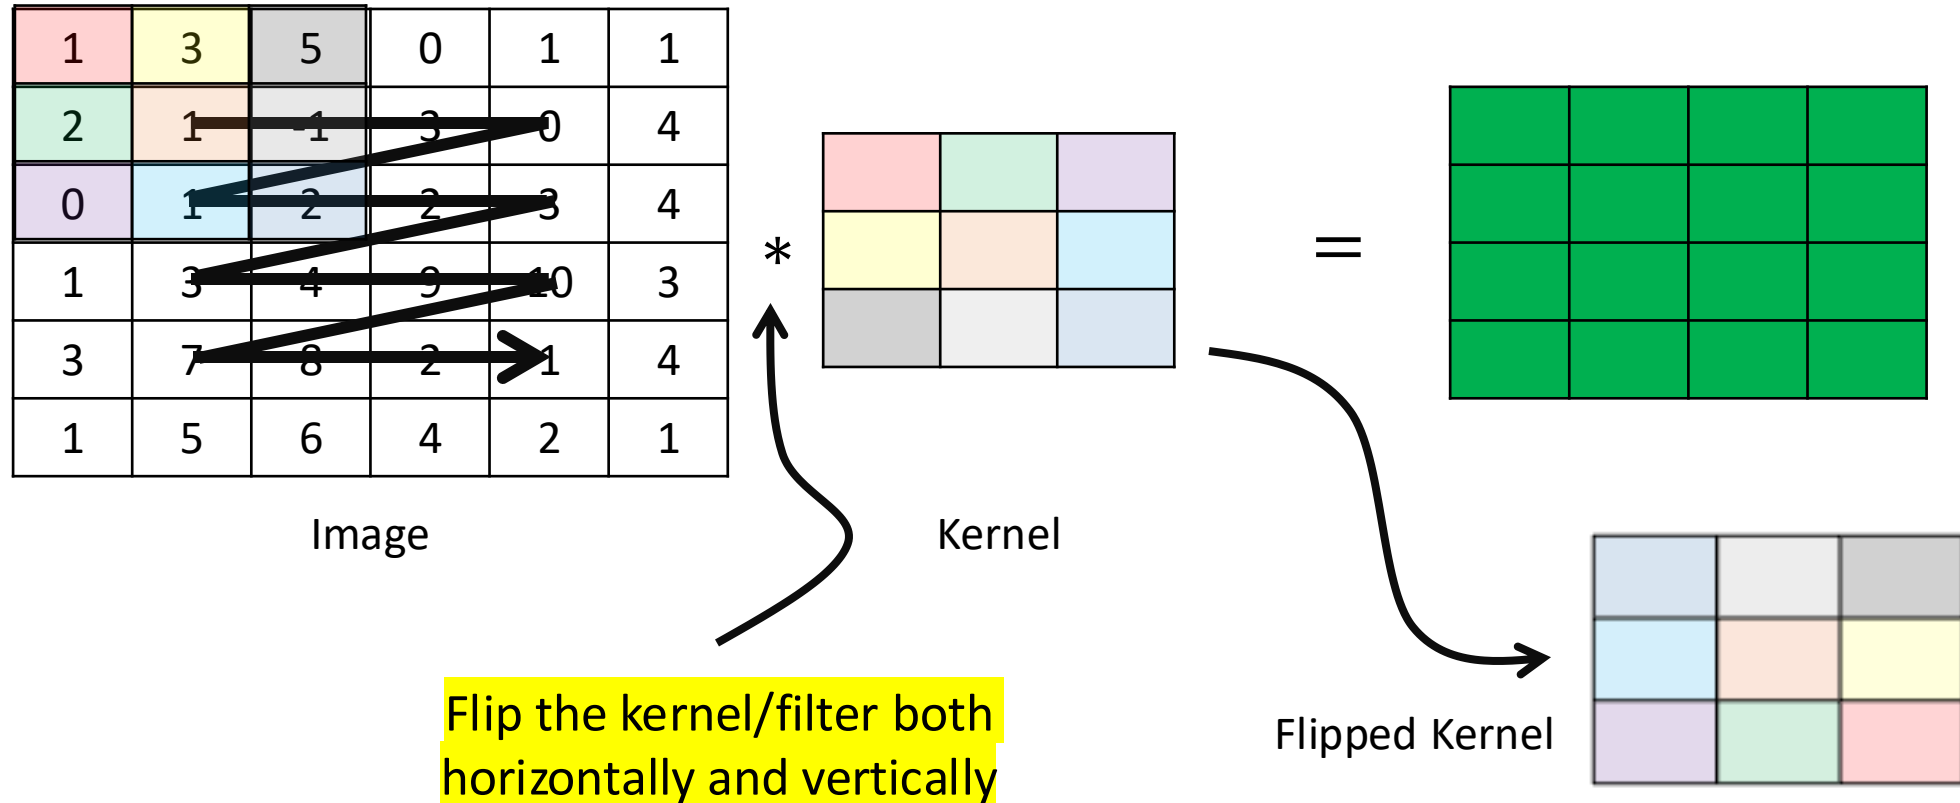 1 3 5 0 1 1
2 1 -1 3 0 4
0 1 2 2 3 4
1 3 4 9 10 3
3 7 8 2 1 4
1 5 6 4 2 1
*
=
Image
Kernel
Flip the kernel/filter both
horizontally and vertically
Flipped Kernel